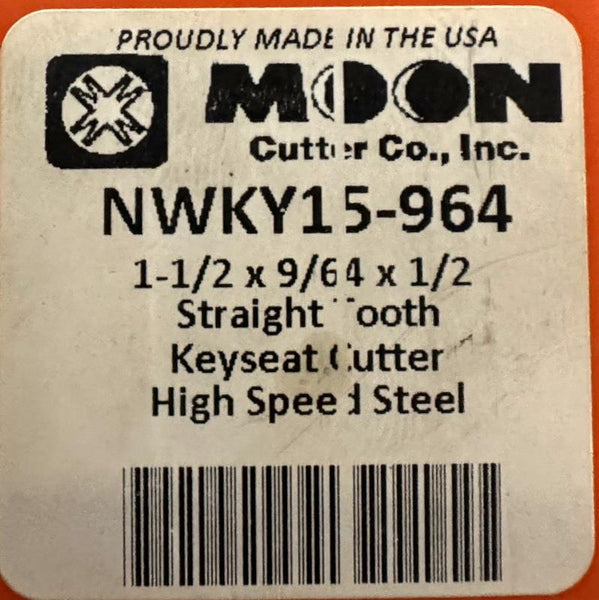 PROUDLY MADE IN THE USA
MOON
Cutter Co., Inc.
NWKY15-964
1-1/2 x 9/64 x 1/2
Straight Tooth
Keyseat Cutter
High Speed Steel